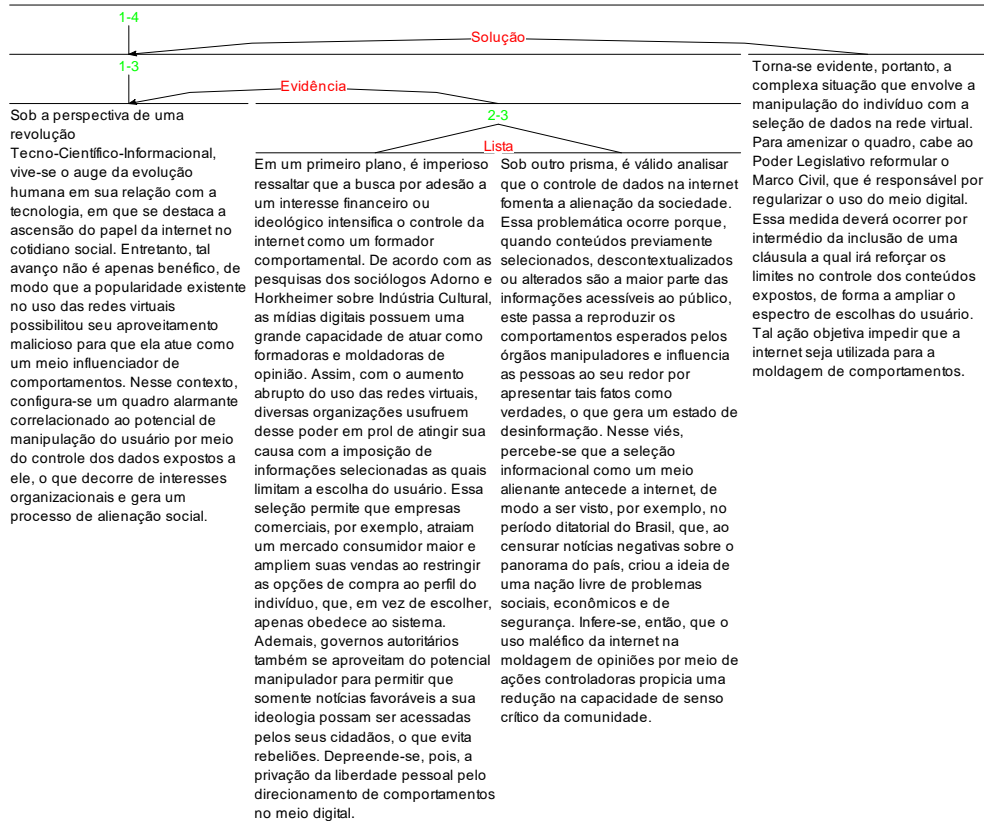 1-4
Solução
1-3
Evidência
Sob a perspectiva de uma
revolução
Tecno-Científico-Informacional,
vive-se o auge da evolução
humana em sua relação com a
tecnologia, em que se destaca a
ascensão do papel da internet no
cotidiano social. Entretanto, tal
avanço não é apenas benéfico, de
modo que a popularidade existente
no uso das redes virtuais
possibilitou seu aproveitamento
malicioso para que ela atue como
um meio influenciador de
comportamentos. Nesse contexto,
configura-se um quadro alarmante
correlacionado ao potencial de
manipulação do usuário por meio
do controle dos dados expostos a
ele, o que decorre de interesses
organizacionais e gera um
processo de alienação social.
2-3
Lista
Em um primeiro plano, é imperioso
ressaltar que a busca por adesão a
um interesse financeiro ou
ideológico intensifica o controle da
internet como um formador
comportamental. De acordo com as
pesquisas dos sociólogos Adorno e
Horkheimer sobre Indústria Cultural,
as mídias digitais possuem uma
grande capacidade de atuar como
formadoras e moldadoras de
opinião. Assim, com o aumento
abrupto do uso das redes virtuais,
diversas organizações usufruem
desse poder em prol de atingir sua
causa com a imposição de
informações selecionadas as quais
limitam a escolha do usuário. Essa
seleção permite que empresas
comerciais, por exemplo, atraiam
um mercado consumidor maior e
ampliem suas vendas ao restringir
as opções de compra ao perfil do
indivíduo, que, em vez de escolher,
apenas obedece ao sistema.
Ademais, governos autoritários
também se aproveitam do potencial
manipulador para permitir que
somente notícias favoráveis a sua
ideologia possam ser acessadas
pelos seus cidadãos, o que evita
rebeliões. Depreende-se, pois, a
privação da liberdade pessoal pelo
direcionamento de comportamentos
no meio digital.
Sob outro prisma, é válido analisar
que o controle de dados na internet
fomenta a alienação da sociedade.
Essa problemática ocorre porque,
quando conteúdos previamente
selecionados, descontextualizados
ou alterados são a maior parte das
informações acessíveis ao público,
este passa a reproduzir os
comportamentos esperados pelos
órgãos manipuladores e influencia
as pessoas ao seu redor por
apresentar tais fatos como
verdades, o que gera um estado de
desinformação. Nesse viés,
percebe-se que a seleção
informacional como um meio
alienante antecede a internet, de
modo a ser visto, por exemplo, no
período ditatorial do Brasil, que, ao
censurar notícias negativas sobre o
panorama do país, criou a ideia de
uma nação livre de problemas
sociais, econômicos e de
segurança. Infere-se, então, que o
uso maléfico da internet na
moldagem de opiniões por meio de
ações controladoras propicia uma
redução na capacidade de senso
crítico da comunidade.
Torna-se evidente, portanto, a
complexa situação que envolve a
manipulação do indivíduo com a
seleção de dados na rede virtual.
Para amenizar o quadro, cabe ao
Poder Legislativo reformular o
Marco Civil, que é responsável por
regularizar o uso do meio digital.
Essa medida deverá ocorrer por
intermédio da inclusão de uma
cláusula a qual irá reforçar os
limites no controle dos conteúdos
expostos, de forma a ampliar o
espectro de escolhas do usuário.
Tal ação objetiva impedir que a
internet seja utilizada para a
moldagem de comportamentos.